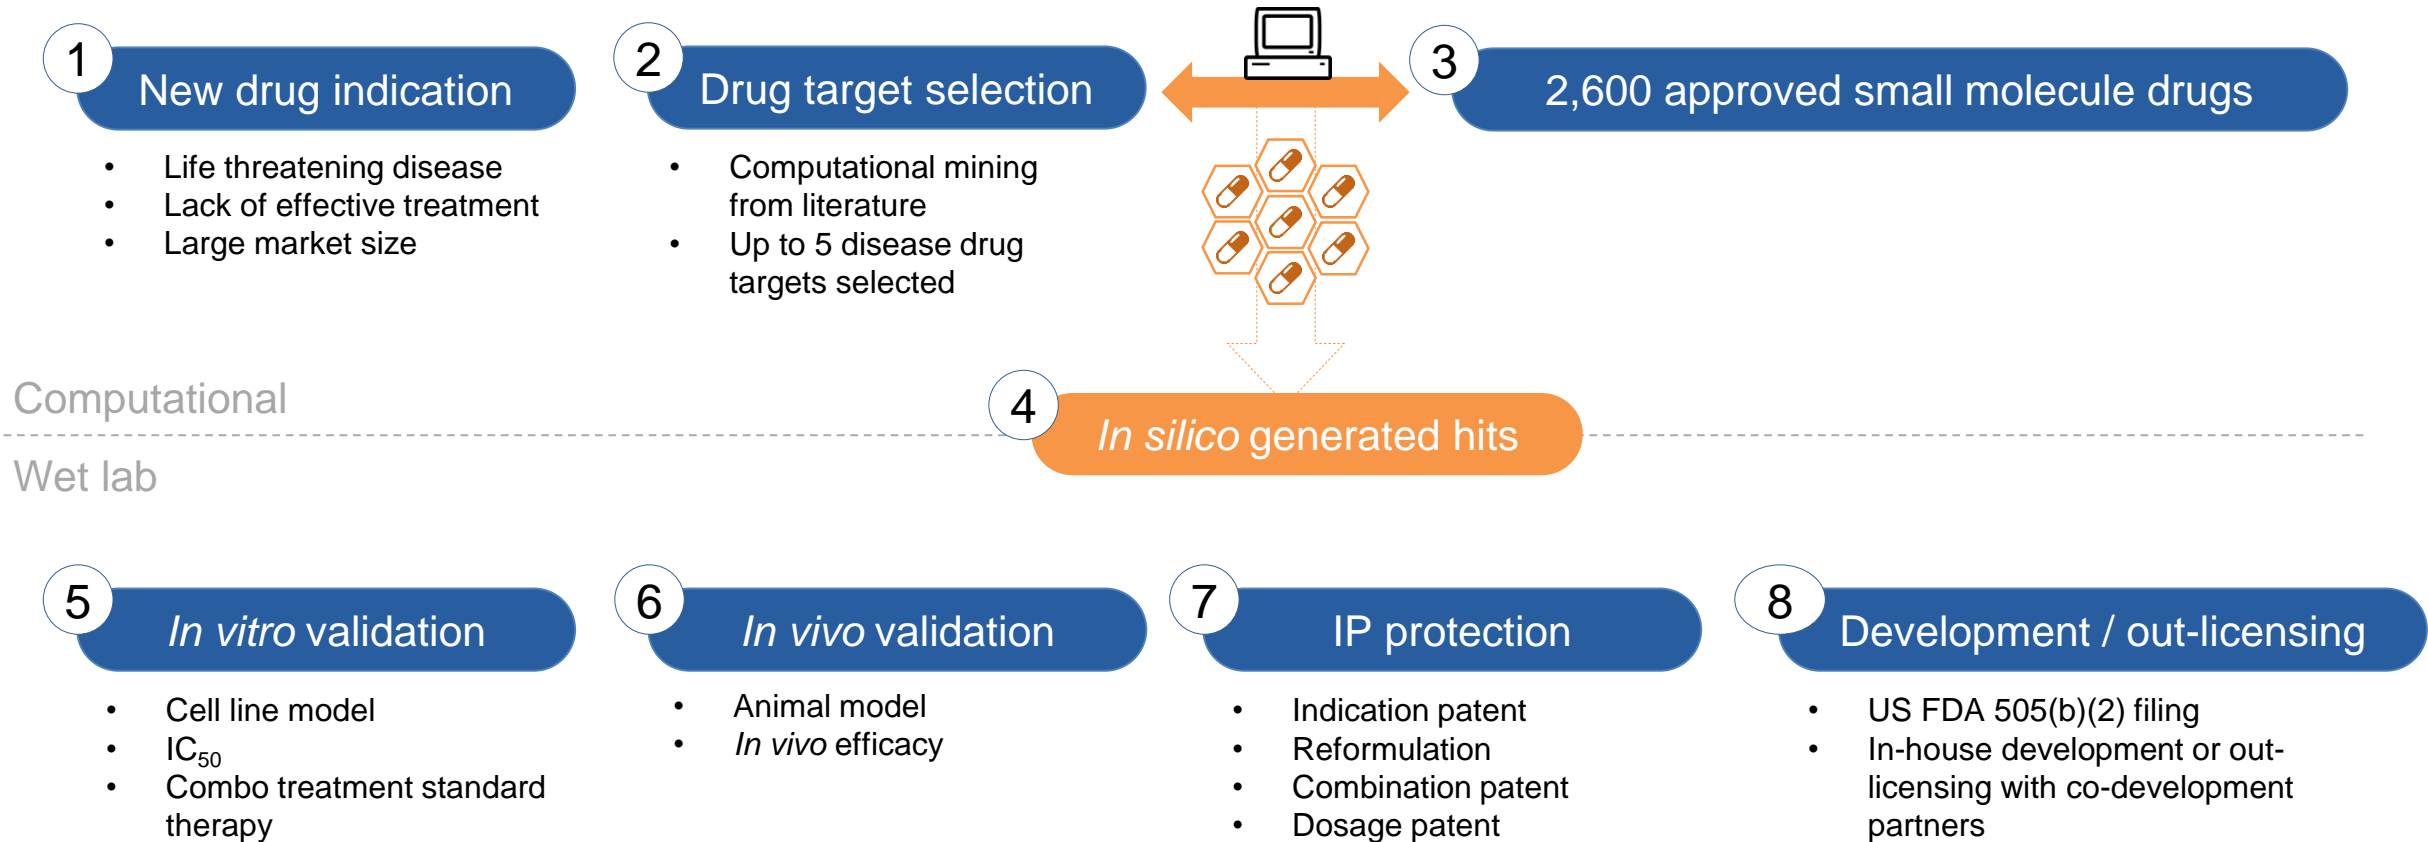 1
New drug indication
• Life threatening disease
• Lack of effective treatment
• Large market size
2
Drug target selection
• Computational mining
from literature
• Up to 5 disease drug
targets selected
3
2,600 approved small molecule drugs
Computational
4
In silico generated hits
Wet lab
5
In vitro validation
• Cell line model
• IC50
• Combo treatment standard
therapy
6
In vivo validation
• Animal model
• In vivo efficacy
7
IP protection
• Indication patent
• Reformulation
• Combination patent
• Dosage patent
8
Development / out-licensing
• US FDA 505(b)(2) filing
• In-house development or out-
licensing with co-development
partners